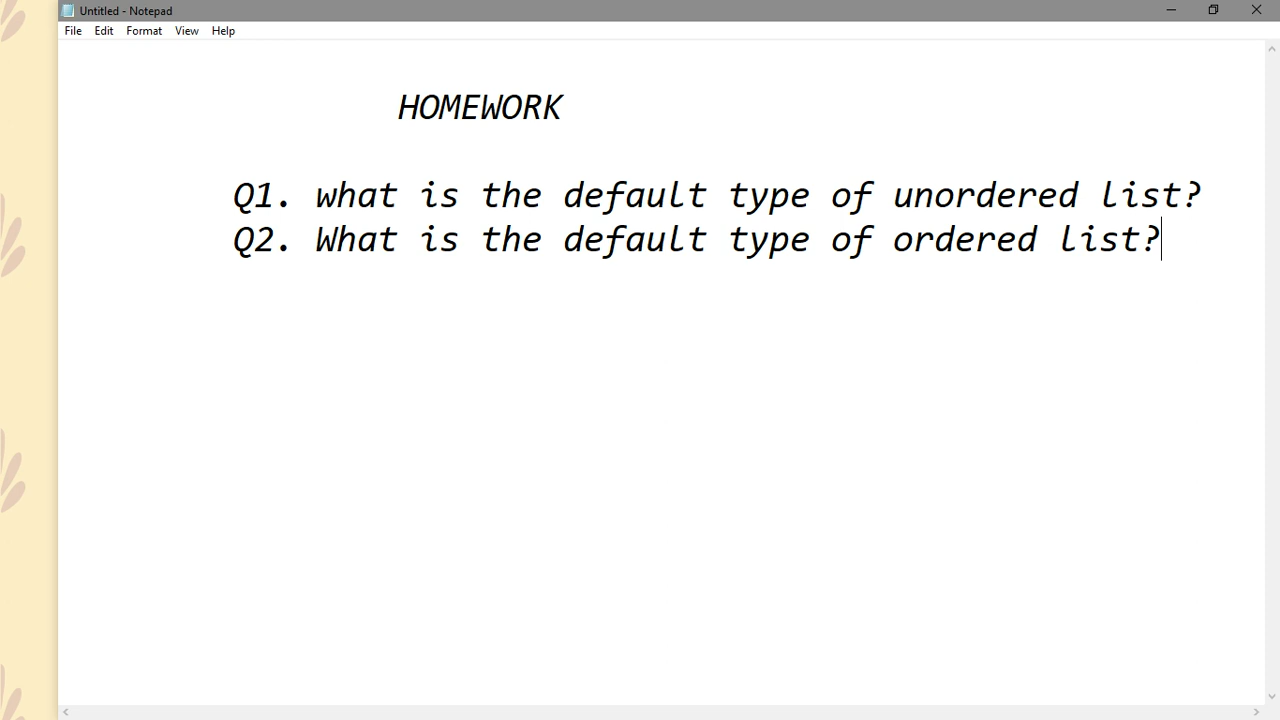 Untitled - Notepad
File Edit Format View Help
HOMEWORK
Q1. what is the default type of unordered list?
Q2. What is the default type of ordered list?